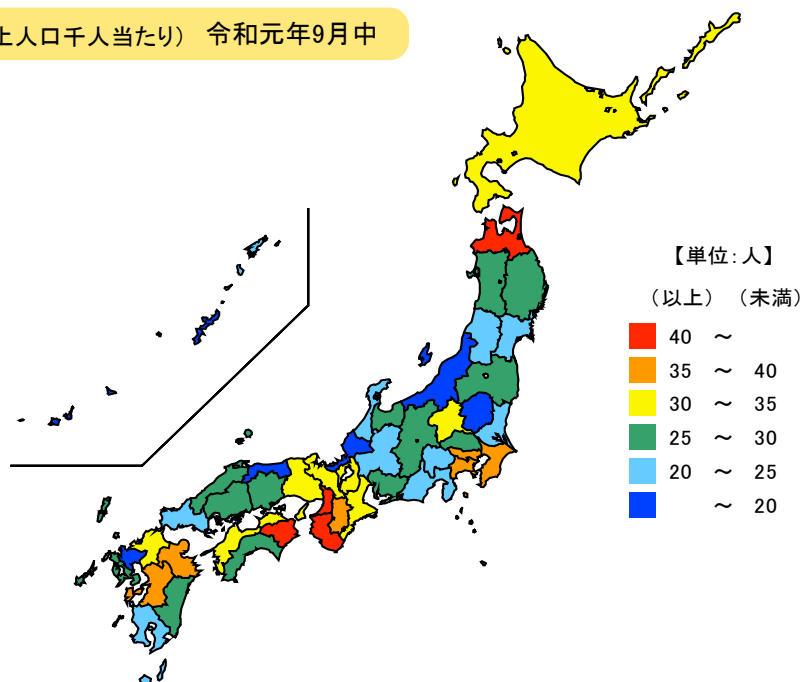 上人口千人当たり） 令和元年9月中
【単位：人】
（以上） （未満）
40 ～
35 ～ 40
30 ～ 35
25 ～ 30
20 ～ 25
～ 20